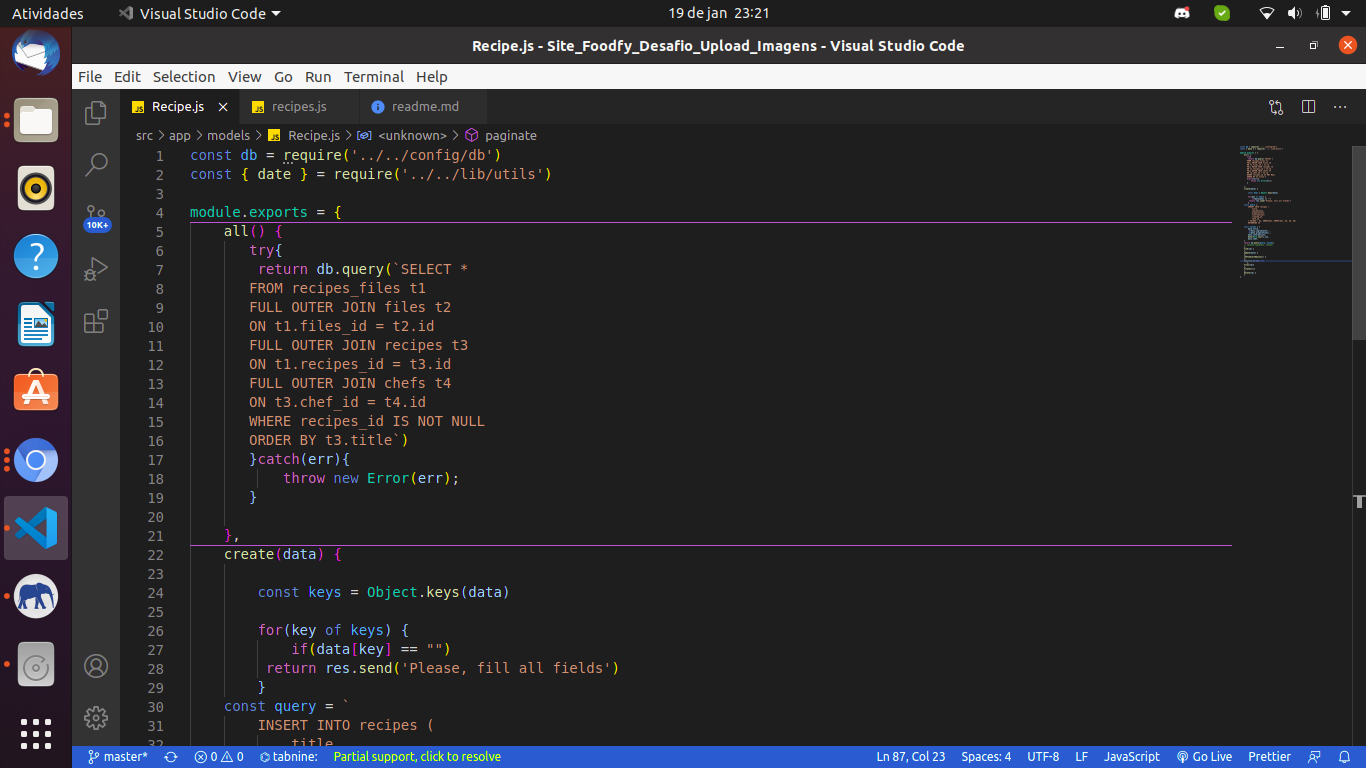 Atividades Visual Studio Code 19 de jan 23:21
Recipe.js - Site_Foodfy_Desafio_Upload_Imagens - Visual Studio Code
File Edit Selection View Go Run Terminal Help
JS Recipe.js JS recipes.js readme.md
src > app > models > JS Recipe.js > <unknown> > paginate
10K+
1 const db = require('../../config/db')
2 const { date } = require('../../lib/utils')
3
4 module.exports = {
5 all() {
6 try{
7 return db.query(`SELECT *
8 FROM recipes_files t1
9 FULL OUTER JOIN files t2
10 ON t1.files_id = t2.id
11 FULL OUTER JOIN recipes t3
12 ON t1.recipes_id = t3.id
13 FULL OUTER JOIN chefs t4
14 ON t3.chef_id = t4.id
15 WHERE recipes_id IS NOT NULL
16 ORDER BY t3.title`)
17 }catch(err){
18 throw new Error(err);
19 }
20
21 },
22 create(data) {
23
24 const keys = Object.keys(data)
25
26 for(key of keys) {
27 if(data[key] == "")
28 return res.send('Please, fill all fields')
29 }
30 const query = `
31 INSERT INTO recipes (
32 title
master* 0 0 tabnine: Partial support, click to resolve Ln 87, Col 23 Spaces: 4 UTF-8 LF JavaScript Go Live Prettier